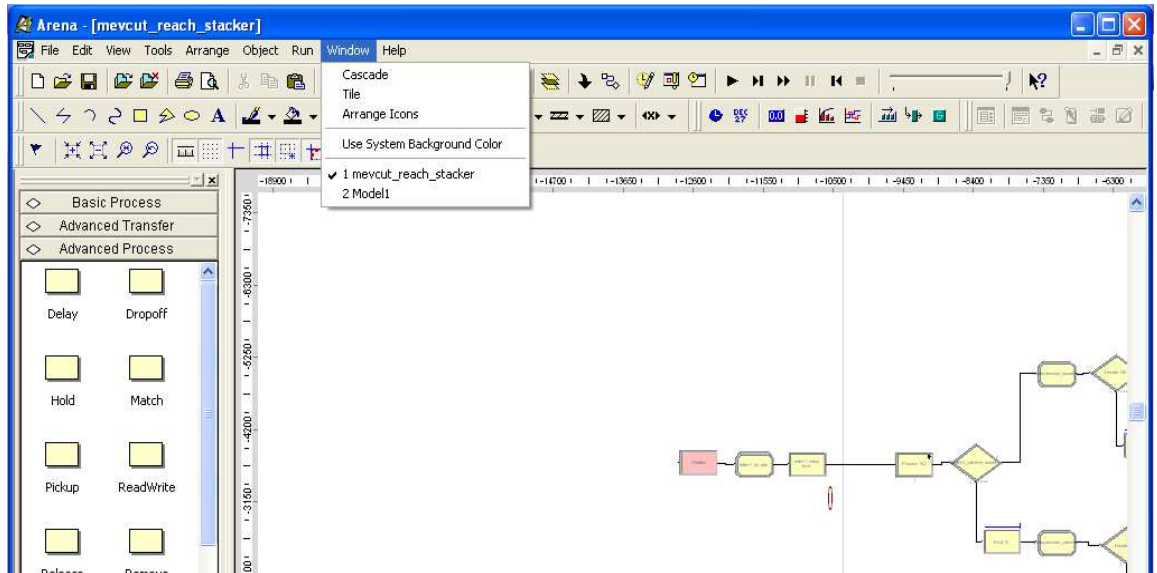 Arena - [mevcut_reach_stacker]
File Edit View Tools Arrange Object Run Window Help
Cascade
Tile
Arrange Icons
Use System Background Color
1 mevcut_reach_stacker
2 Model1
-18900 -14700 -13650 -12600 -11550 -10500 -9450 -8400 -7350 -6300
Basic Process
Advanced Transfer
Advanced Process
Delay Dropoff
Hold Match
Pickup ReadWrite
Release Remove
-7350
-6300
-5250
-4200
-3150